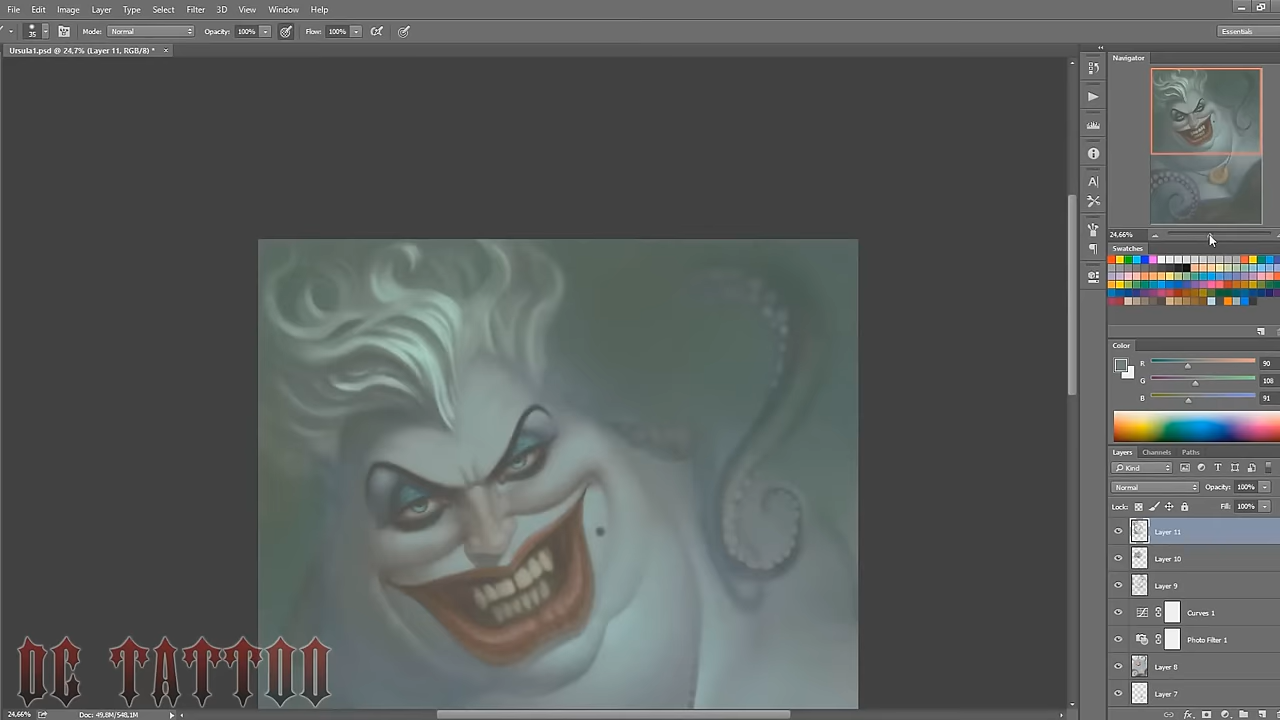 File Edit Image Layer Type Select Filter 3D View Window Help
35 Mode: Normal Opacity: 100% Flow: 100% Essentials
Ursula1.psd @ 24,7% (Layer 11, RGB/8) * ×
Navigator
24,66%
Swatches
Color
R 90
G 108
B 91
Layers Channels Paths
Kind
Normal Opacity: 100%
Lock: Fill: 100%
Layer 11
Layer 10
Layer 9
Curves 1
Photo Filter 1
Layer 8
Layer 7
DC TATTOO
24,66% Doc: 49,8M/548,1M